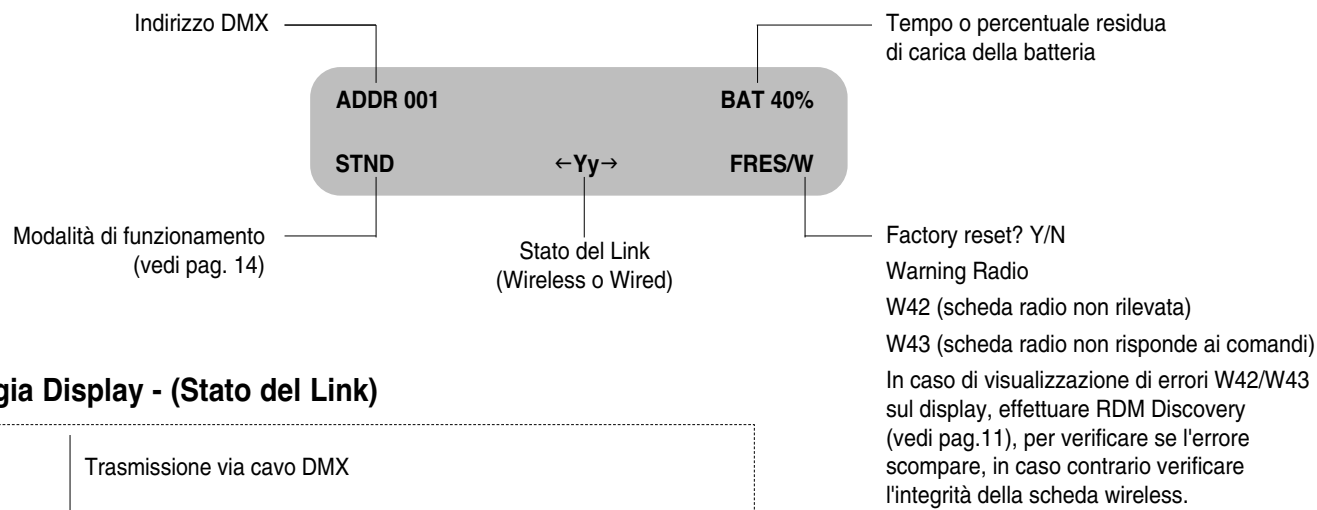 Indirizzo DMX
Tempo o percentuale residua
di carica della batteria
ADDR 001
BAT 40%
STND
←Yy→
FRES/W
Modalità di funzionamento
(vedi pag. 14)
Stato del Link
(Wireless o Wired)
Factory reset? Y/N
Warning Radio
W42 (scheda radio non rilevata)
W43 (scheda radio non risponde ai comandi)
In caso di visualizzazione di errori W42/W43
sul display, effettuare RDM Discovery
(vedi pag.11), per verificare se l'errore
scompare, in caso contrario verificare
l'integrità della scheda wireless.
gia Display - (Stato del Link)
Trasmissione via cavo DMX